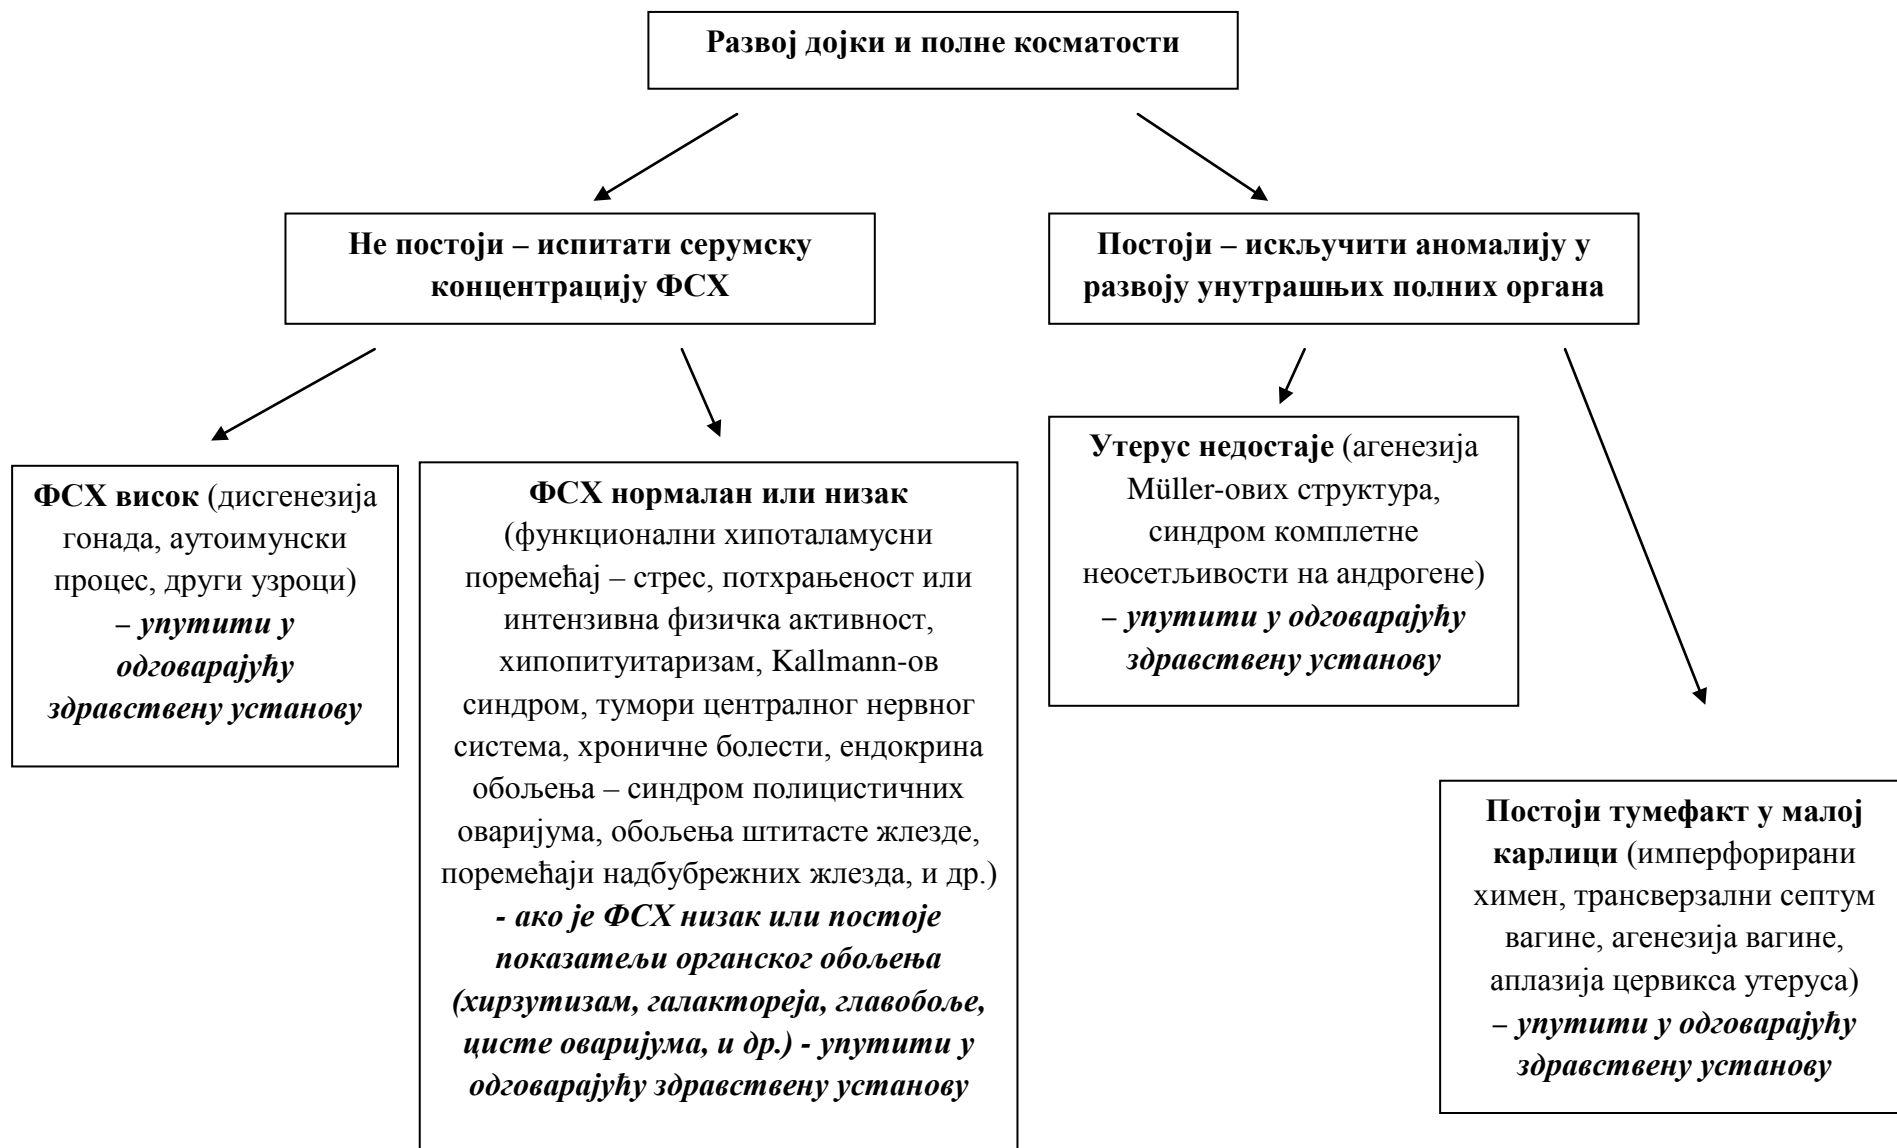 Развој дојки и полне косматости
Не постоји – испитати серумску
концентрацију ФСХ
Постоји – искључити аномалију у
развоју унутрашњих полних органа
ФСХ висок (дисгенезија
гонада, аутоимунски
процес, други узроци)
– упутити у
одговарајућу
здравствену установу
ФСХ нормалан или низак
(функционални хипоталамусни
поремећај – стрес, потхрањеност или
интензивна физичка активност,
хипопитуитаризам, Kallmann-ов
синдром, тумори централног нервног
система, хроничне болести, ендокрина
обољења – синдром полицистичних
оваријума, обољења штитасте жлезде,
поремећаји надбубрежних жлезда, и др.)
- ако је ФСХ низак или постоје
показатељи органског обољења
(хирзутизам, галактореја, главобоље,
цисте оваријума, и др.) - упутити у
одговарајућу здравствену установу
Утерус недостаје (агенезија
Müller-ових структура,
синдром комплетне
неосетљивости на андрогене)
– упутити у одговарајућу
здравствену установу
Постоји тумефакт у малој
карлици (имперфорирани
химен, трансверзални септум
вагине, агенезија вагине,
аплазија цервикса утеруса)
– упутити у одговарајућу
здравствену установу